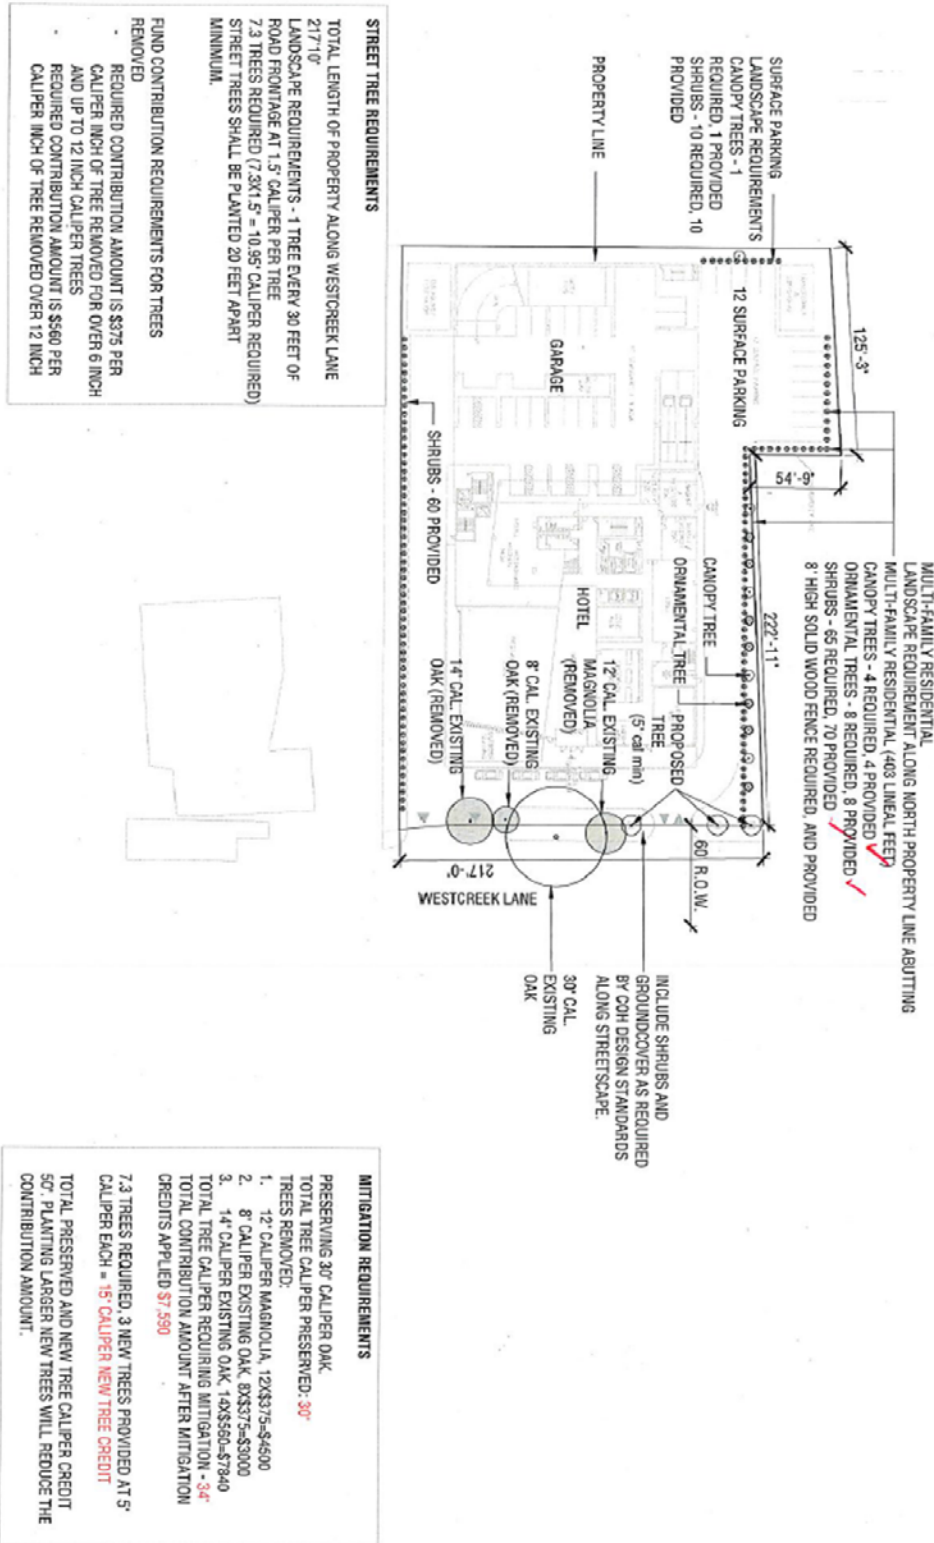 MULTI-FAMILY RESIDENTIAL
LANDSCAPE REQUIREMENT ALONG NORTH PROPERTY LINE ABUTTING
MULTI-FAMILY RESIDENTIAL (403 LINEAL FEET)
CANOPY TREES - 4 REQUIRED, 4 PROVIDED
ORNAMENTAL TREES - 8 REQUIRED, 8 PROVIDED
SHRUBS - 65 REQUIRED, 70 PROVIDED
8' HIGH SOLID WOOD FENCE REQUIRED, AND PROVIDED
SURFACE PARKING
LANDSCAPE REQUIREMENTS
CANOPY TREES - 1
REQUIRED, 1 PROVIDED
SHRUBS - 10 REQUIRED, 10
PROVIDED
PROPERTY LINE
125'-3"
54'-9"
222'-11"
12 SURFACE PARKING
GARAGE
HOTEL
CANOPY TREE
ORNAMENTAL TREE
PROPOSED
TREE
(5" cal min)
12" CAL. EXISTING
MAGNOLIA
(REMOVED)
8" CAL. EXISTING
OAK (REMOVED)
14" CAL. EXISTING
OAK (REMOVED)
SHRUBS - 60 PROVIDED
60' R.O.W.
217'-0"
WESTCREEK LANE
INCLUDE SHRUBS AND
GROUNDCOVER AS REQUIRED
BY COH DESIGN STANDARDS
ALONG STREETSCAPE.
30" CAL.
EXISTING
OAK
STREET TREE REQUIREMENTS
TOTAL LENGTH OF PROPERTY ALONG WESTCREEK LANE
217'10"
LANDSCAPE REQUIREMENTS - 1 TREE EVERY 30 FEET OF
ROAD FRONTAGE AT 1.5" CALIPER PER TREE
7.3 TREES REQUIRED (7.3X1.5" = 10.95" CALIPER REQUIRED)
STREET TREES SHALL BE PLANTED 20 FEET APART
MINIMUM.
FUND CONTRIBUTION REQUIREMENTS FOR TREES
REMOVED
• REQUIRED CONTRIBUTION AMOUNT IS $375 PER
CALIPER INCH OF TREE REMOVED FOR OVER 6 INCH
AND UP TO 12 INCH CALIPER TREES
• REQUIRED CONTRIBUTION AMOUNT IS $560 PER
CALIPER INCH OF TREE REMOVED OVER 12 INCH
MITIGATION REQUIREMENTS
PRESERVING 30" CALIPER OAK.
TOTAL TREE CALIPER PRESERVED: 30"
TREES REMOVED:
1. 12" CALIPER MAGNOLIA, 12X$375=$4500
2. 8" CALIPER EXISTING OAK, 8X$375=$3000
3. 14" CALIPER EXISTING OAK, 14X$560=$7840
TOTAL TREE CALIPER REQUIRING MITIGATION - 34"
TOTAL CONTRIBUTION AMOUNT AFTER MITIGATION
CREDITS APPLIED $7,590
7.3 TREES REQUIRED, 3 NEW TREES PROVIDED AT 5"
CALIPER EACH = 15" CALIPER NEW TREE CREDIT
TOTAL PRESERVED AND NEW TREE CALIPER CREDIT
50". PLANTING LARGER NEW TREES WILL REDUCE THE
CONTRIBUTION AMOUNT.